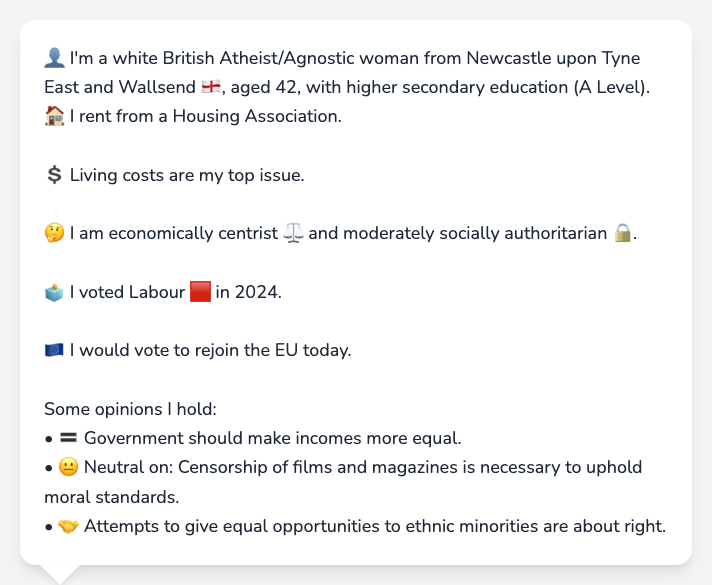 👤 I'm a white British Atheist/Agnostic woman from Newcastle upon Tyne
East and Wallsend 🏴󠁧󠁢󠁥󠁮󠁧󠁿, aged 42, with higher secondary education (A Level).
🏠 I rent from a Housing Association.
💲 Living costs are my top issue.
🤔 I am economically centrist ⚖️ and moderately socially authoritarian 🔒.
🗳️ I voted Labour 🟥 in 2024.
🇪🇺 I would vote to rejoin the EU today.
Some opinions I hold:
• 🟰 Government should make incomes more equal.
• 😐 Neutral on: Censorship of films and magazines is necessary to uphold
moral standards.
• 🤝 Attempts to give equal opportunities to ethnic minorities are about right.